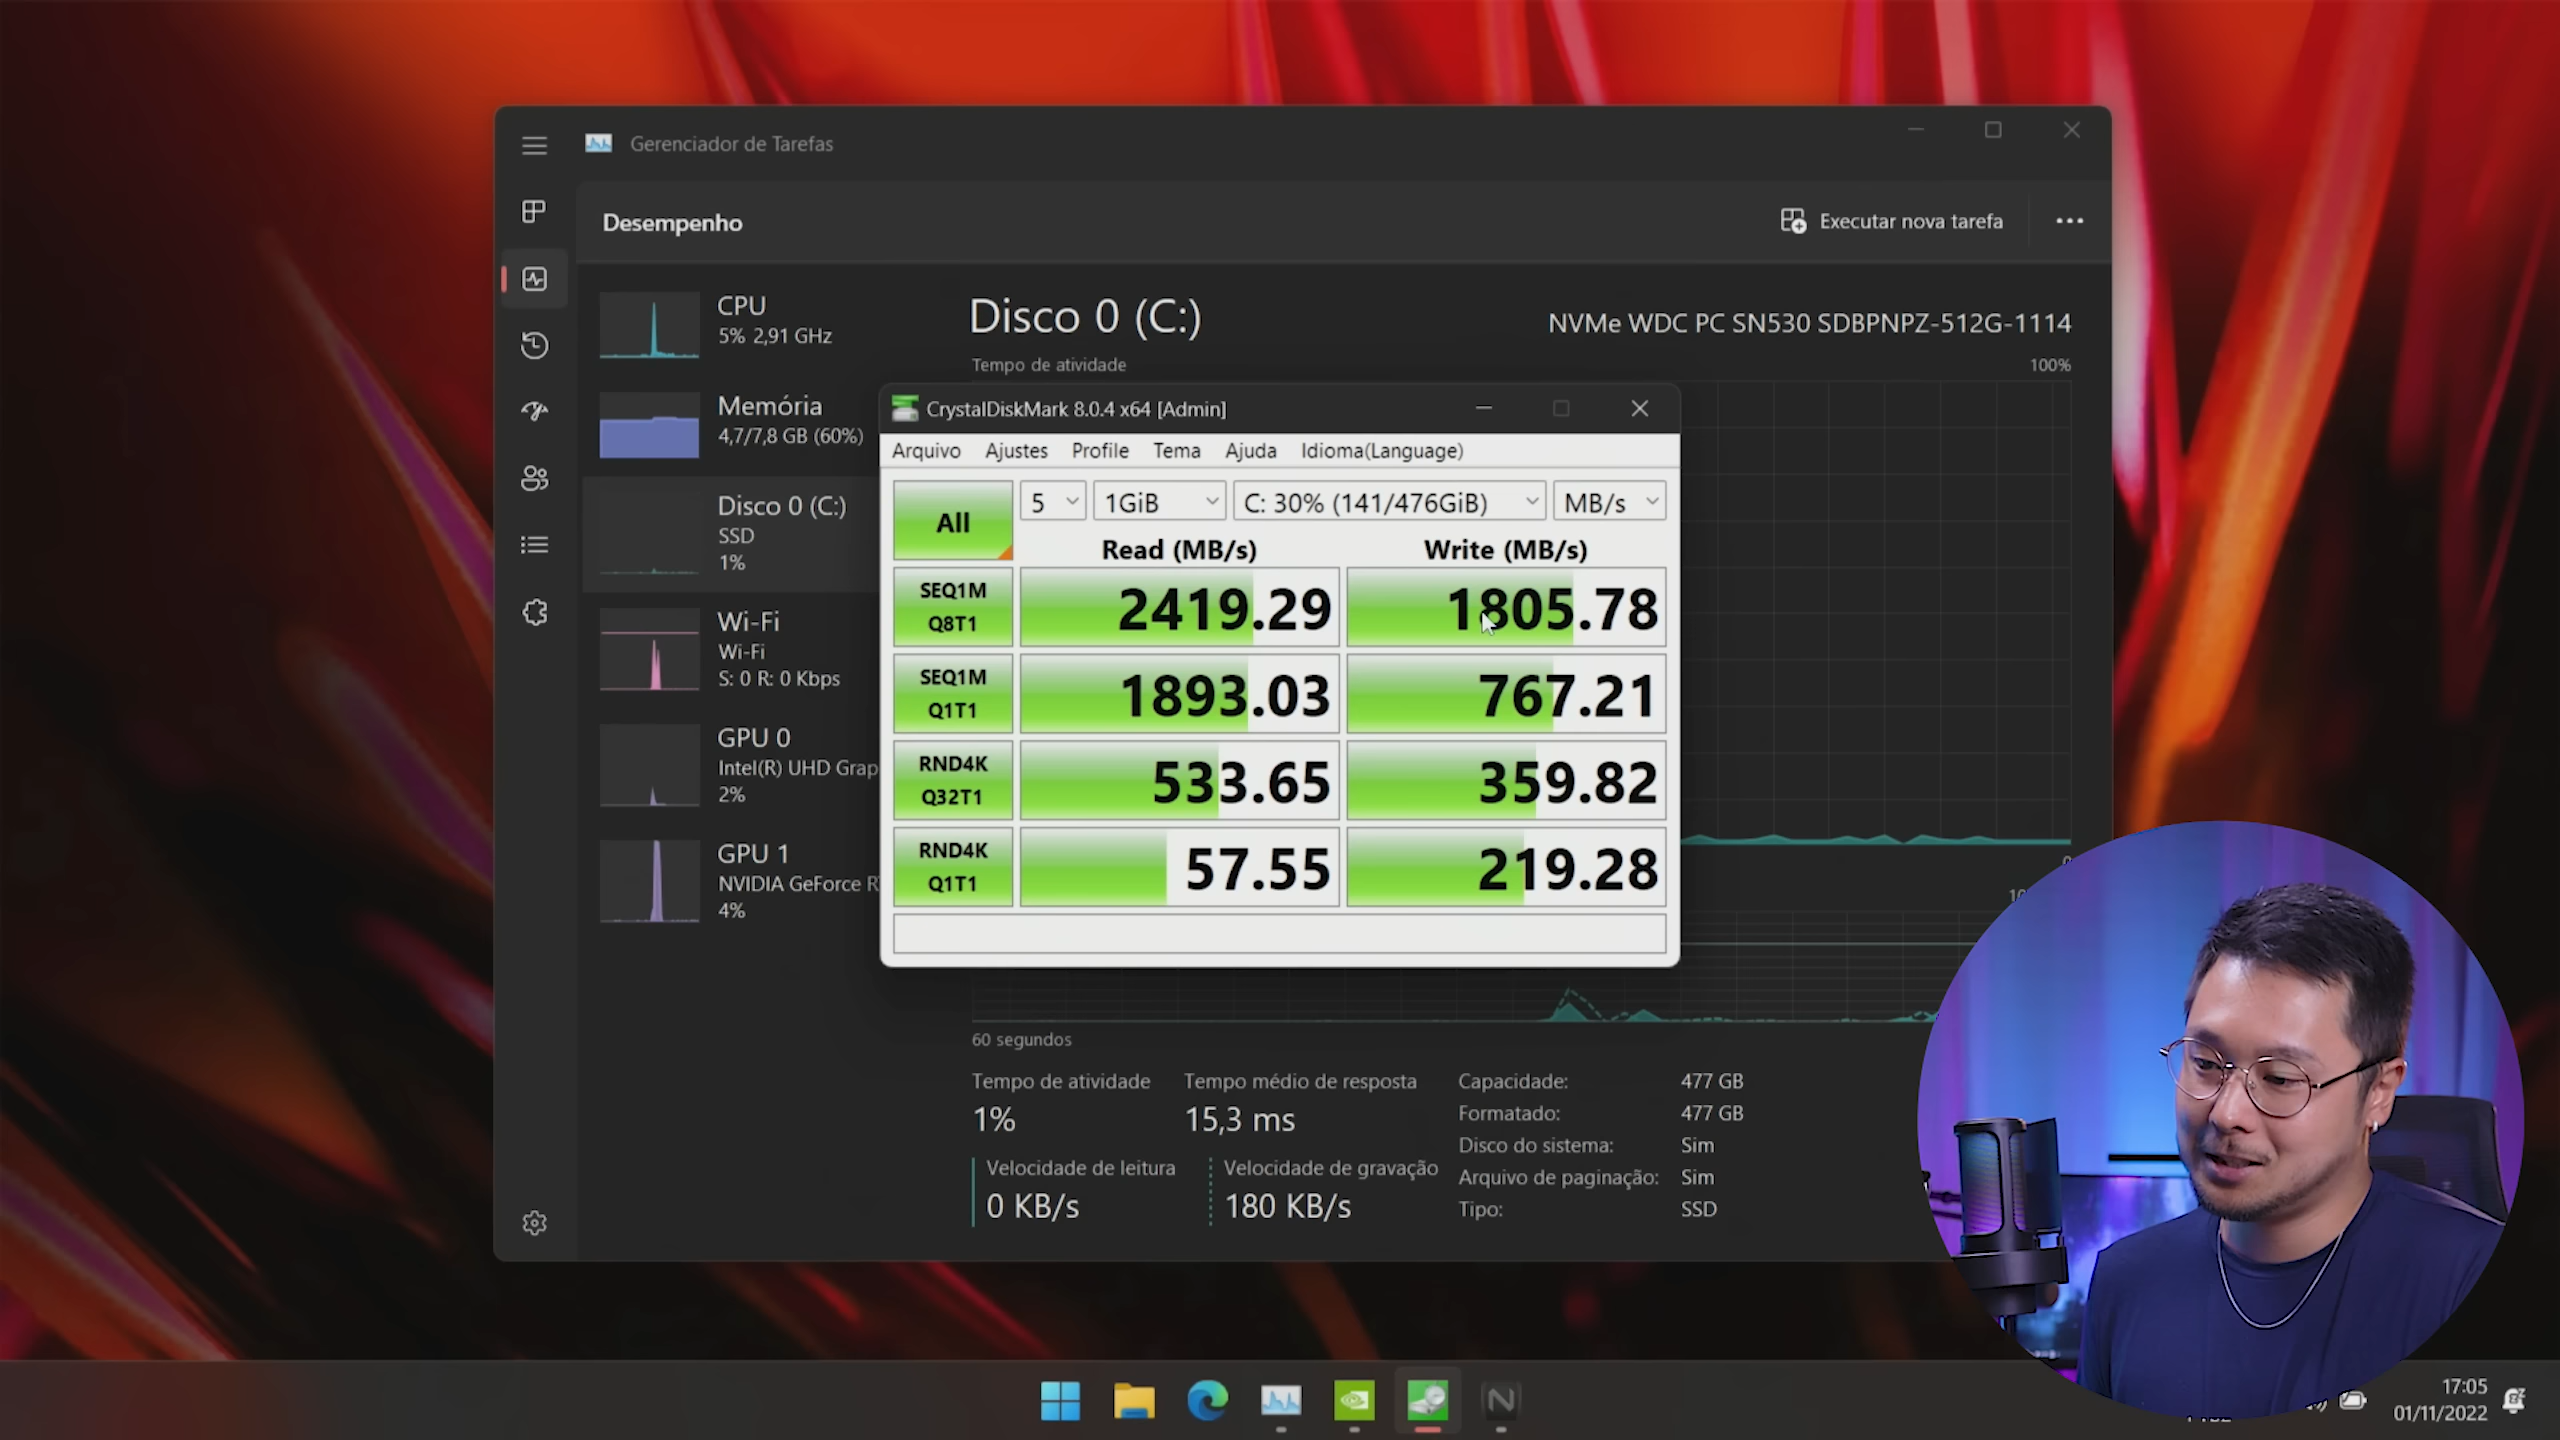 Gerenciador de Tarefas
Desempenho
Executar nova tarefa
CPU
5% 2,91 GHz
Memória
4,7/7,8 GB (60%)
Disco 0 (C:)
SSD
1%
Wi-Fi
Wi-Fi
S: 0 R: 0 Kbps
GPU 0
Intel(R) UHD Grap
2%
GPU 1
NVIDIA GeForce R
4%
Disco 0 (C:)
NVMe WDC PC SN530 SDBPNPZ-512G-1114
Tempo de atividade
100%
CrystalDiskMark 8.0.4 x64 [Admin]
Arquivo Ajustes Profile Tema Ajuda Idioma(Language)
All
5 1GiB C: 30% (141/476GiB) MB/s
Read (MB/s) Write (MB/s)
SEQ1M
Q8T1
2419.29 1805.78
SEQ1M
Q1T1
1893.03 767.21
RND4K
Q32T1
533.65 359.82
RND4K
Q1T1
57.55 219.28
60 segundos
Tempo de atividade
1%
Tempo médio de resposta
15,3 ms
Velocidade de leitura
0 KB/s
Velocidade de gravação
180 KB/s
Capacidade: 477 GB
Formatado: 477 GB
Disco do sistema: Sim
Arquivo de paginação: Sim
Tipo: SSD
17:05
01/11/2022